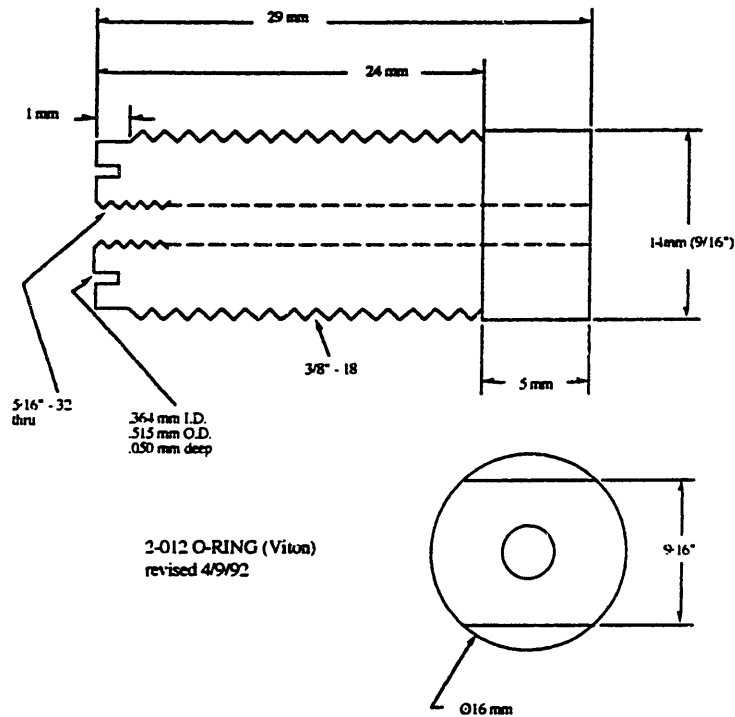 29 mm
24 mm
1 mm
14mm (9/16")
3/8" - 18
5 mm
5/16" - 32
thru
.364 mm I.D.
.515 mm O.D.
.050 mm deep
2-012 O-RING (Viton)
revised 4/9/92
9/16"
Ø16 mm